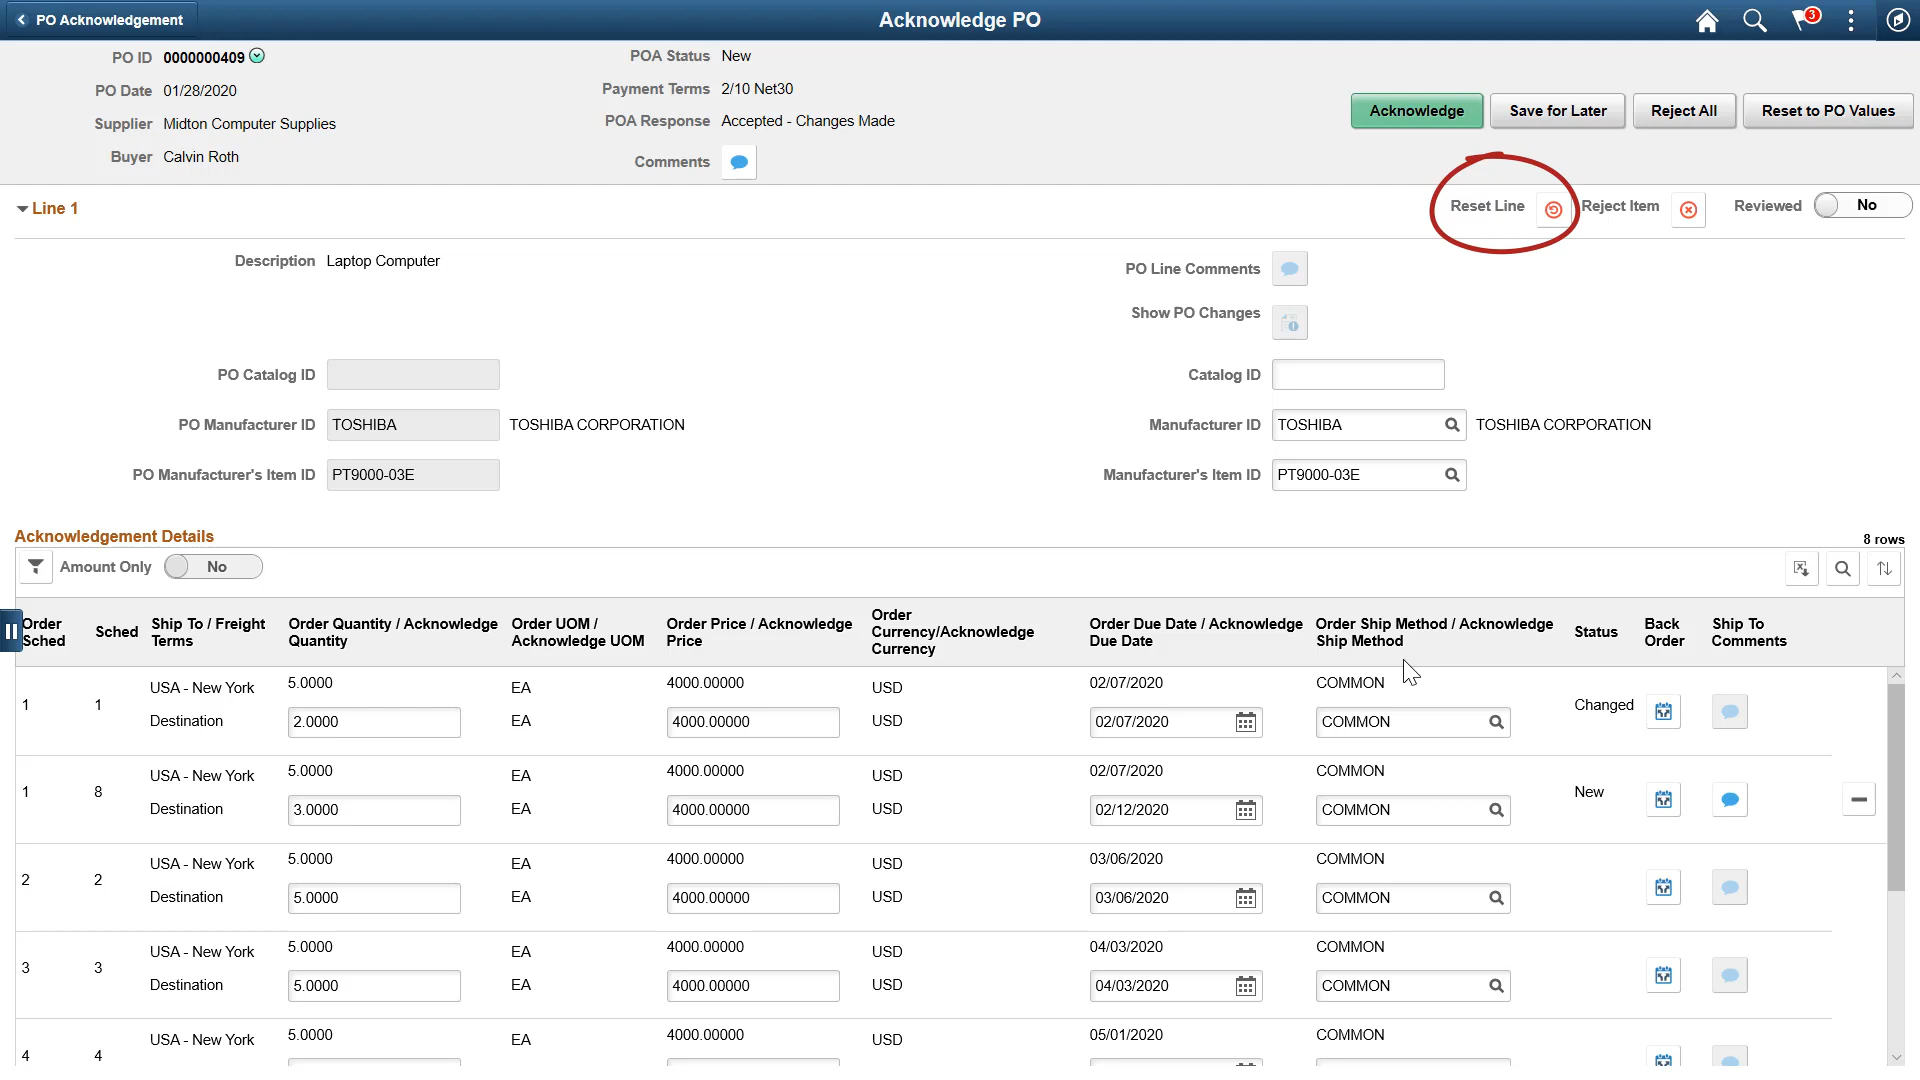 PO Acknowledgement
Acknowledge PO
3
PO ID 0000000409
PO Date 01/28/2020
Supplier Midton Computer Supplies
Buyer Calvin Roth
POA Status New
Payment Terms 2/10 Net30
POA Response Accepted - Changes Made
Comments
Acknowledge
Save for Later
Reject All
Reset to PO Values
Line 1
Reset Line
Reject Item
Reviewed No
Description Laptop Computer
PO Line Comments
Show PO Changes
PO Catalog ID
Catalog ID
PO Manufacturer ID TOSHIBA TOSHIBA CORPORATION
Manufacturer ID TOSHIBA TOSHIBA CORPORATION
PO Manufacturer's Item ID PT9000-03E
Manufacturer's Item ID PT9000-03E
Acknowledgement Details
8 rows
Amount Only No
Order Sched
Sched
Ship To / Freight Terms
Order Quantity / Acknowledge Quantity
Order UOM / Acknowledge UOM
Order Price / Acknowledge Price
Order Currency/Acknowledge Currency
Order Due Date / Acknowledge Due Date
Order Ship Method / Acknowledge Ship Method
Status
Back Order
Ship To Comments
1 1 USA - New York 5.0000 EA 4000.00000 USD 02/07/2020 COMMON Changed
Destination 2.0000 EA 4000.00000 USD 02/07/2020 COMMON
1 8 USA - New York 5.0000 EA 4000.00000 USD 02/07/2020 COMMON New
Destination 3.0000 EA 4000.00000 USD 02/12/2020 COMMON
2 2 USA - New York 5.0000 EA 4000.00000 USD 03/06/2020 COMMON
Destination 5.0000 EA 4000.00000 USD 03/06/2020 COMMON
3 3 USA - New York 5.0000 EA 4000.00000 USD 04/03/2020 COMMON
Destination 5.0000 EA 4000.00000 USD 04/03/2020 COMMON
4 4 USA - New York 5.0000 EA 4000.00000 USD 05/01/2020 COMMON